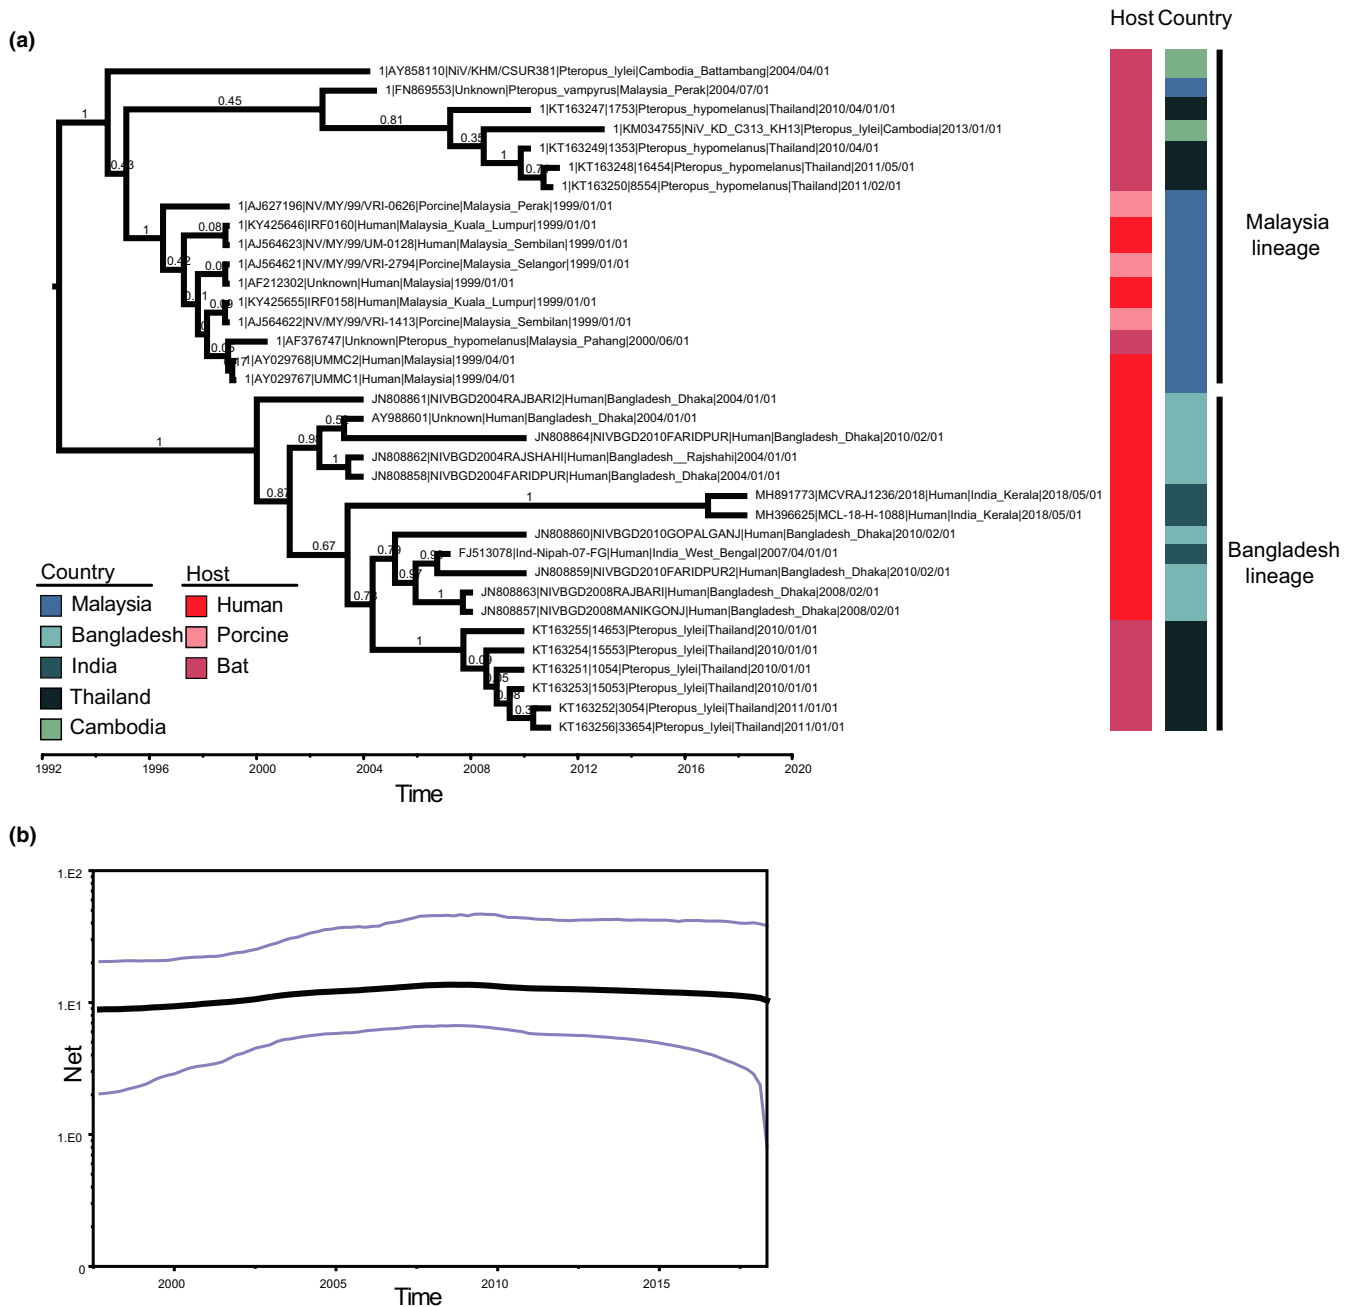 (a)
Host Country
1|AY858110|NiV/KHM/CSUR381|Pteropus_lylei|Cambodia_Battambang|2004/04/01
1
1|FN869553|Unknown|Pteropus_vampyrus|Malaysia_Perak|2004/07/01
0.45
1|KT163247|1753|Pteropus_hypomelanus|Thailand|2010/04/01/01
0.81
1|KM034755|NiV_KD_C313_KH13|Pteropus_lylei|Cambodia|2013/01/01
0.35
1|KT163249|1353|Pteropus_hypomelanus|Thailand|2010/04/01
1
1|KT163248|16454|Pteropus_hypomelanus|Thailand|2011/05/01
0.43
1|KT163250|8554|Pteropus_hypomelanus|Thailand|2011/02/01
1|AJ627196|NV/MY/99/VRI-0626|Porcine|Malaysia_Perak|1999/01/01
1|KY425646|IRF0160|Human|Malaysia_Kuala_Lumpur|1999/01/01
0.08
1
1|AJ564623|NV/MY/99/UM-0128|Human|Malaysia_Sembilan|1999/01/01
1|AJ564621|NV/MY/99/VRI-2794|Porcine|Malaysia_Selangor|1999/01/01
0.42
1|AF212302|Unknown|Human|Malaysia|1999/01/01
1|KY425655|IRF0158|Human|Malaysia_Kuala_Lumpur|1999/01/01
1|AJ564622|NV/MY/99/VRI-1413|Porcine|Malaysia_Sembilan|1999/01/01
1|AF376747|Unknown|Pteropus_hypomelanus|Malaysia_Pahang|2000/06/01
1|AY029768|UMMC2|Human|Malaysia|1999/04/01
1|AY029767|UMMC1|Human|Malaysia|1999/04/01
Malaysia
lineage
JN808861|NIVBGD2004RAJBARI2|Human|Bangladesh_Dhaka|2004/01/01
AY988601|Unknown|Human|Bangladesh_Dhaka|2004/01/01
JN808864|NIVBGD2010FARIDPUR|Human|Bangladesh_Dhaka|2010/02/01
1
JN808862|NIVBGD2004RAJSHAHI|Human|Bangladesh__Rajshahi|2004/01/01
1
JN808858|NIVBGD2004FARIDPUR|Human|Bangladesh_Dhaka|2004/01/01
0.87
MH891773|MCVRAJ1236/2018|Human|India_Kerala|2018/05/01
1
MH396625|MCL-18-H-1088|Human|India_Kerala|2018/05/01
JN808860|NIVBGD2010GOPALGANJ|Human|Bangladesh_Dhaka|2010/02/01
0.67
FJ513078|Ind-Nipah-07-FG|Human|India_West_Bengal|2007/04/01/01
JN808859|NIVBGD2010FARIDPUR2|Human|Bangladesh_Dhaka|2010/02/01
JN808863|NIVBGD2008RAJBARI|Human|Bangladesh_Dhaka|2008/02/01
1
JN808857|NIVBGD2008MANIKGONJ|Human|Bangladesh_Dhaka|2008/02/01
KT163255|14653|Pteropus_lylei|Thailand|2010/01/01
1
KT163254|15553|Pteropus_lylei|Thailand|2010/01/01
KT163251|1054|Pteropus_lylei|Thailand|2010/01/01
KT163253|15053|Pteropus_lylei|Thailand|2010/01/01
KT163252|3054|Pteropus_lylei|Thailand|2011/01/01
KT163256|33654|Pteropus_lylei|Thailand|2011/01/01
Bangladesh
lineage
Country
Malaysia
Bangladesh
India
Thailand
Cambodia
Host
Human
Porcine
Bat
1992 1996 2000 2004 2008 2012 2016 2020
Time
(b)
1.E2
1.E1
Net
1.E0
0
2000 2005 2010 2015
Time